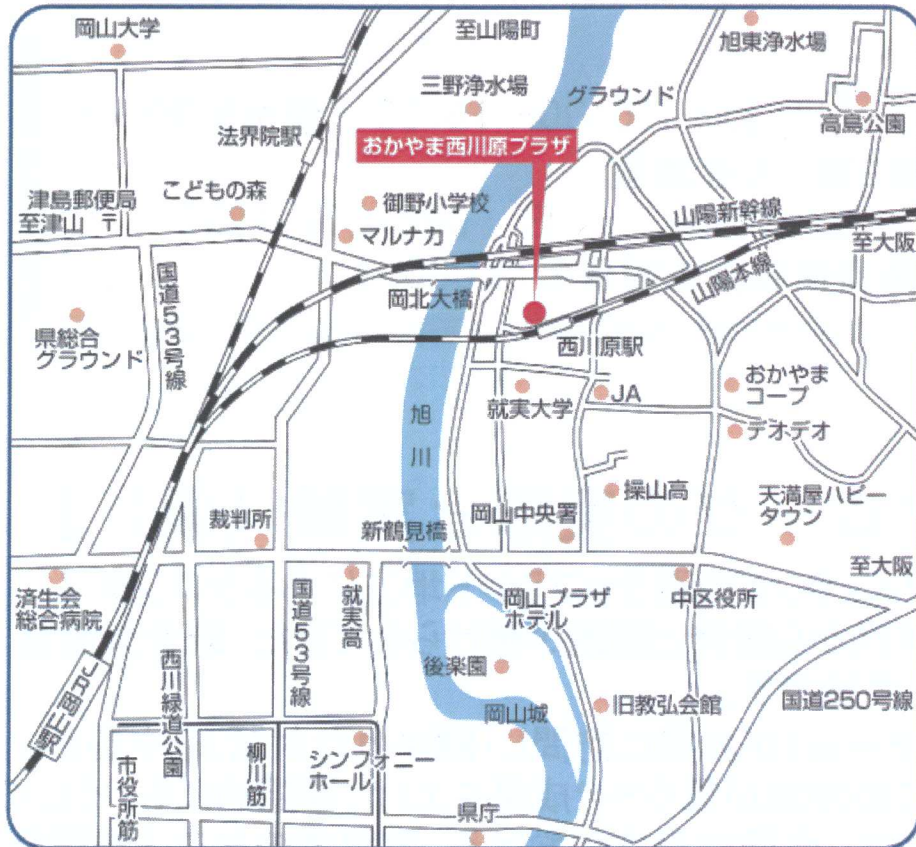 岡山大学
至山陽町
旭東浄水場
三野浄水場
グラウンド
高島公園
法界院駅
おかやま西川原プラザ
津島郵便局
至津山 〒
こどもの森
御野小学校
マルナカ
山陽新幹線
至大阪
山陽本線
国道53号線
岡北大橋
県総合
グラウンド
西川原駅
おかやま
コープ
就実大学
JA
デオデオ
旭川
操山高
天満屋ハピー
タウン
岡山中央署
裁判所
新鶴見橋
至大阪
済生会
総合病院
国道53号線
就実高
岡山プラザ
ホテル
中区役所
JR岡山駅
西川緑道公園
後楽園
岡山城
旧教弘会館
国道250号線
市役所筋
柳川筋
シンフォニー
ホール
県庁